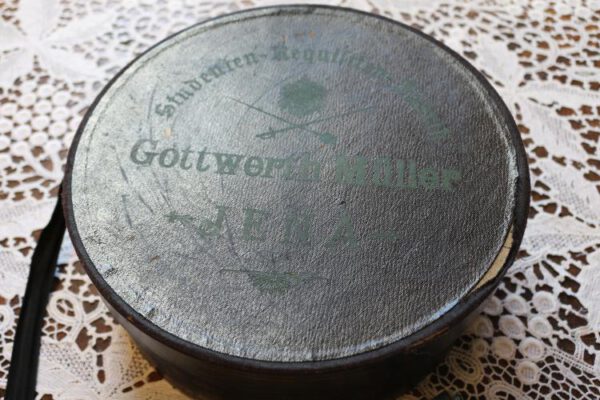 Studenten-Requisiten-Fabrik
Gottwerth Müller
JENA